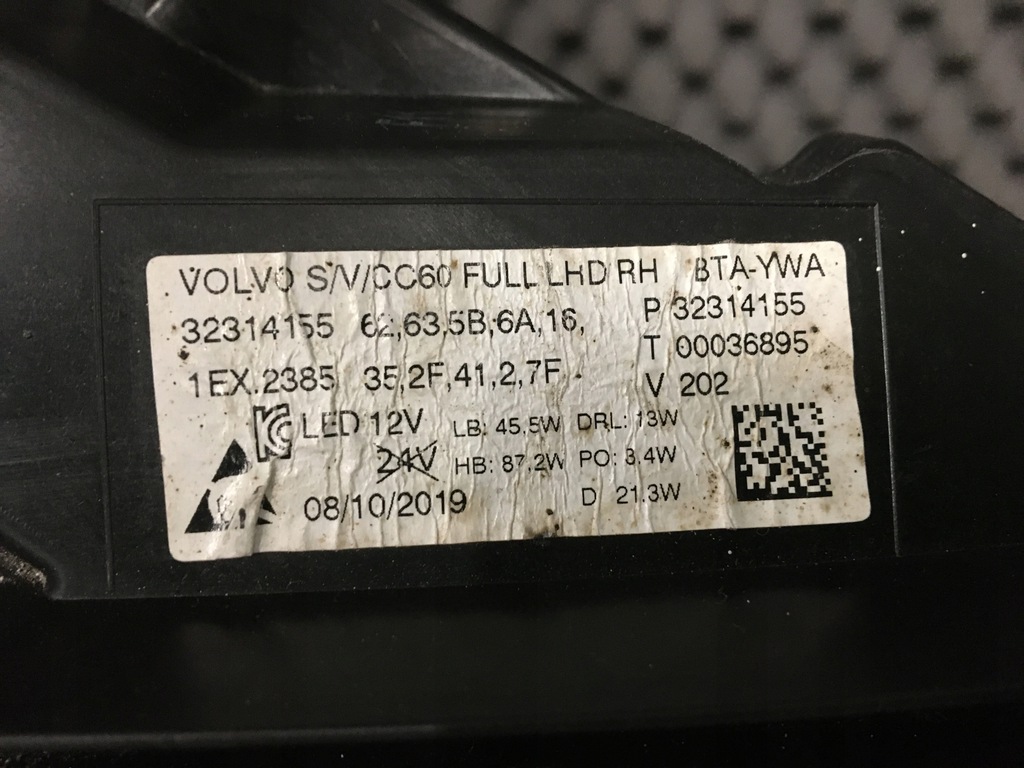 VOLVO S/V/CC60 FULL LHD RH BTA-YWA
32314155 62,63,5B,6A,16, P 32314155
T 00036895
1EX.2385 35,2F,41,2,7F V 202
LED 12V LB: 45.5W DRL: 13W
24V HB: 87.2W PO: 3.4W
08/10/2019 D 21.3W